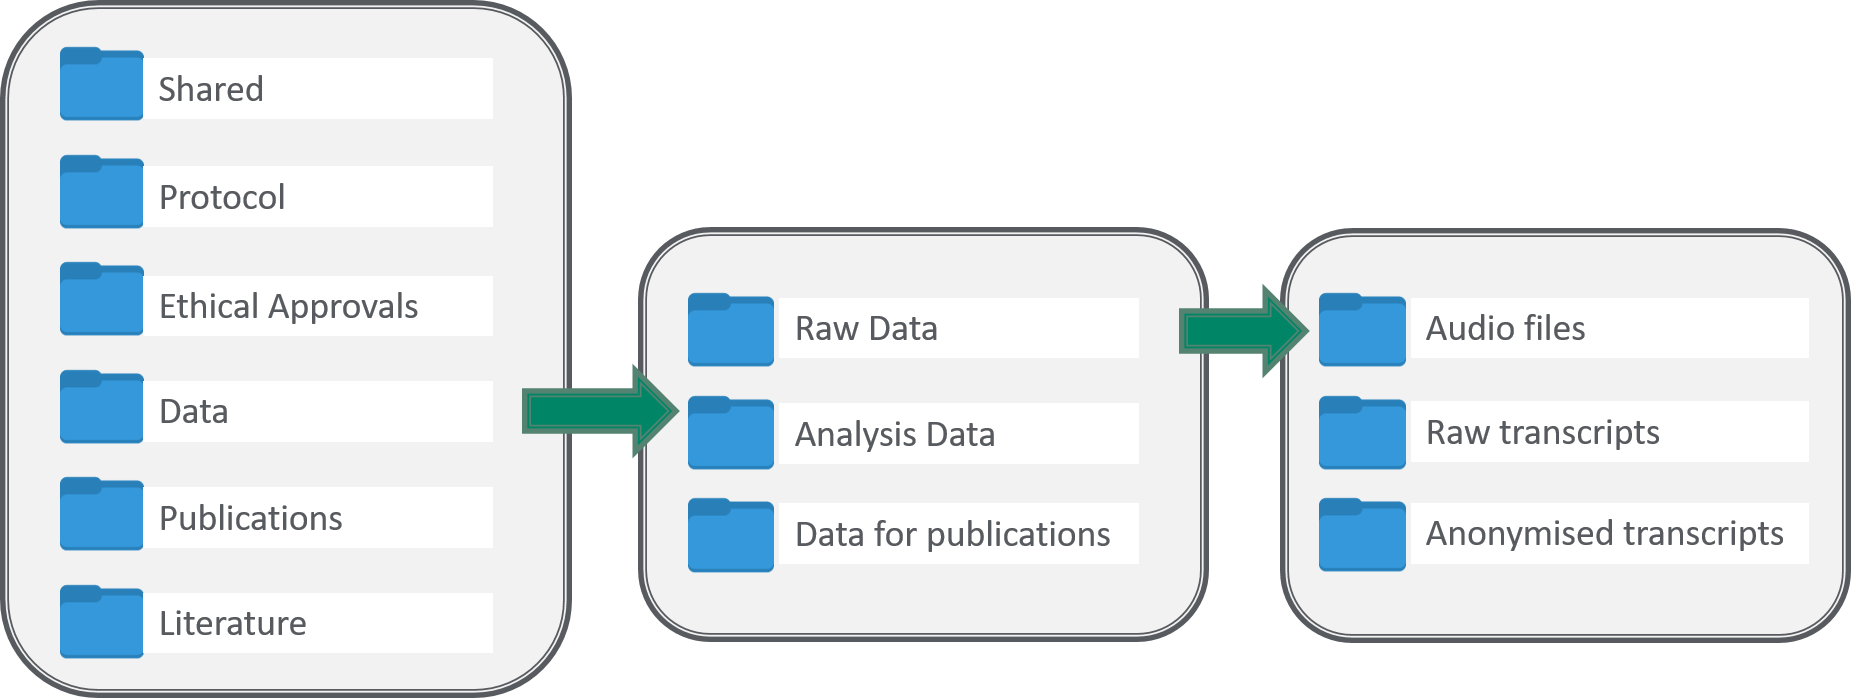 Shared
Protocol
Ethical Approvals
Data
Publications
Literature
Raw Data
Analysis Data
Data for publications
Audio files
Raw transcripts
Anonymised transcripts